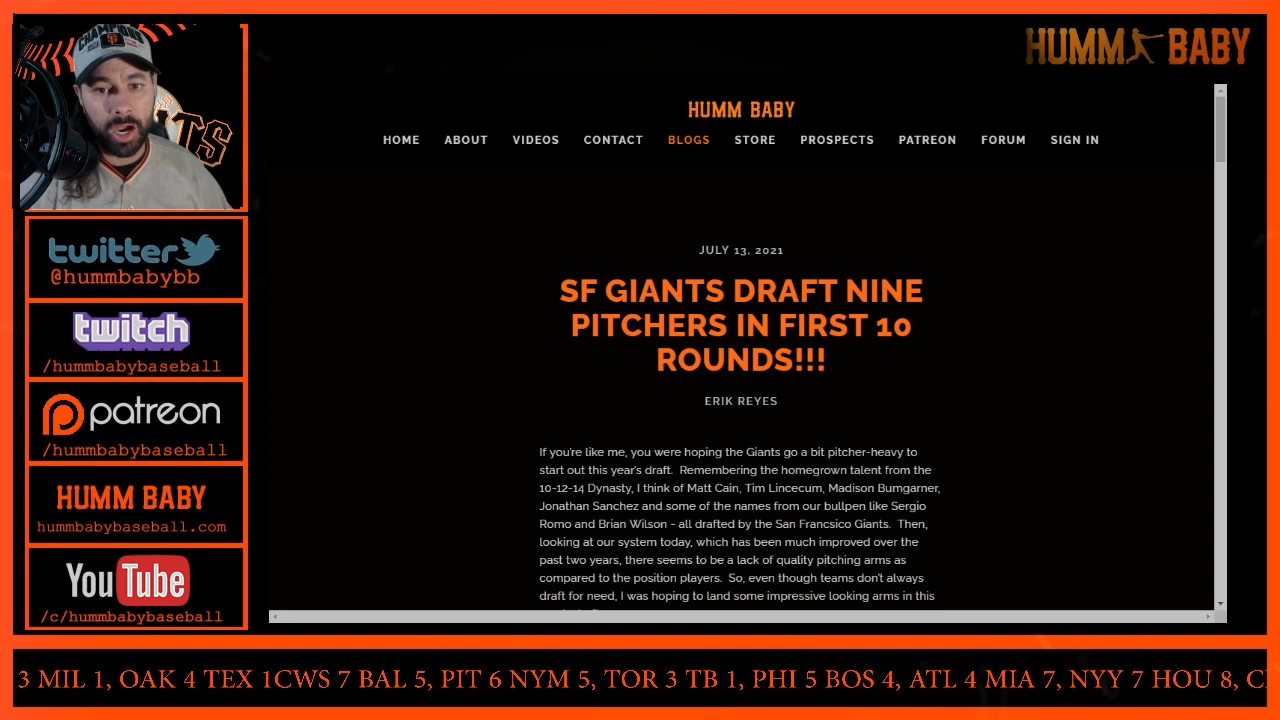 CHAMPIONS
HUMM BABY
twitter
@hummbabybb
twitch
/hummbabybaseball
patreon
/hummbabybaseball
HUMM BABY
hummbabybaseball.com
YouTube
/c/hummbabybaseball
HUMM BABY
HOME ABOUT VIDEOS CONTACT BLOGS STORE PROSPECTS PATREON FORUM SIGN IN
JULY 13, 2021
SF GIANTS DRAFT NINE
PITCHERS IN FIRST 10
ROUNDS!!!
ERIK REYES
If you're like me, you were hoping the Giants go a bit pitcher-heavy to
start out this year's draft. Remembering the homegrown talent from the
10-12-14 Dynasty, I think of Matt Cain, Tim Lincecum, Madison Bumgarner,
Jonathan Sanchez and some of the names from our bullpen like Sergio
Romo and Brian Wilson - all drafted by the San Francsico Giants. Then,
looking at our system today, which has been much improved over the
past two years, there seems to be a lack of quality pitching arms as
compared to the position players. So, even though teams don't always
draft for need, I was hoping to land some impressive looking arms in this
3 MIL 1, OAK 4 TEX 1CWS 7 BAL 5, PIT 6 NYM 5, TOR 3 TB 1, PHI 5 BOS 4, ATL 4 MIA 7, NYY 7 HOU 8,